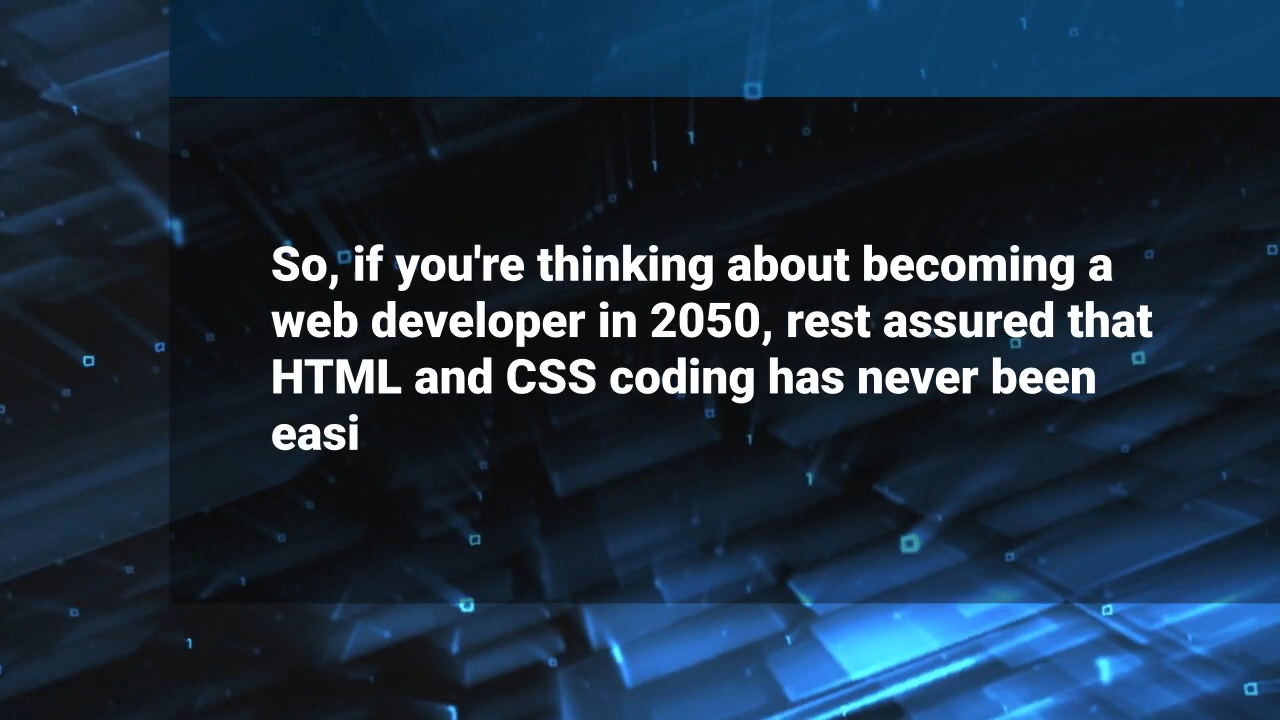 So, if you're thinking about becoming a
web developer in 2050, rest assured that
HTML and CSS coding has never been
easi